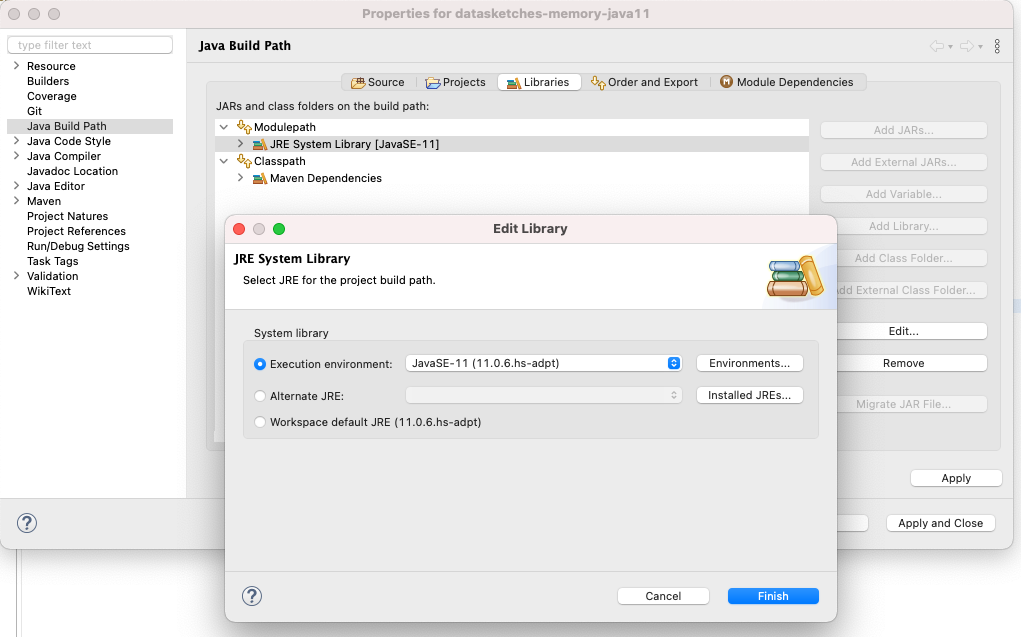 Properties for datasketches-memory-java11
type filter text
Java Build Path
Resource
Builders
Coverage
Git
Java Build Path
Java Code Style
Java Compiler
Javadoc Location
Java Editor
Maven
Project Natures
Project References
Run/Debug Settings
Task Tags
Validation
WikiText
Source
Projects
Libraries
Order and Export
M Module Dependencies
JARs and class folders on the build path:
Modulepath
JRE System Library [JavaSE-11]
Classpath
Maven Dependencies
Add JARs...
Add External JARs...
Add Variable...
Add Library...
Add Class Folder...
Add External Class Folder...
Edit...
Remove
Migrate JAR File...
Apply
?
Apply and Close
Edit Library
JRE System Library
Select JRE for the project build path.
System library
Execution environment: JavaSE-11 (11.0.6.hs-adpt) Environments...
Alternate JRE: Installed JREs...
Workspace default JRE (11.0.6.hs-adpt)
?
Cancel
Finish